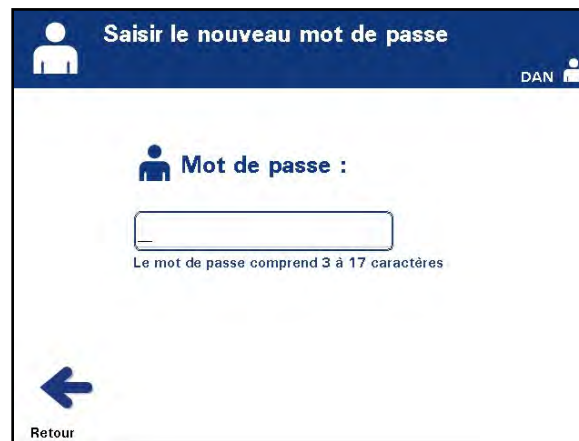 Saisir le nouveau mot de passe
DAN
Mot de passe :
Le mot de passe comprend 3 à 17 caractères
Retour